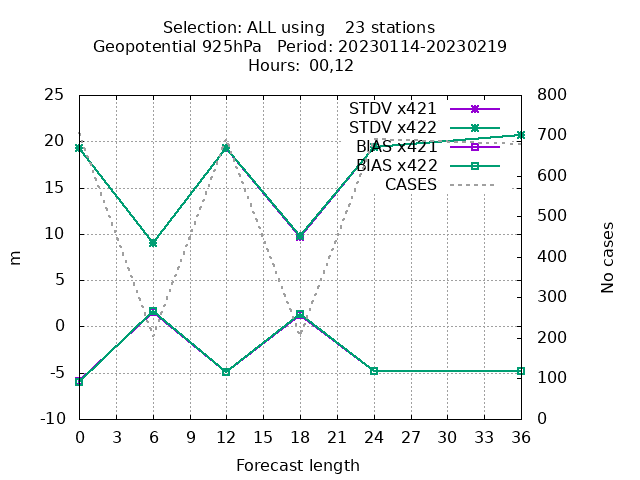 Selection: ALL using    23 stations
Geopotential 925hPa   Period: 20230114-20230219
Hours: 00,12
25
20
15
10
5
0
-5
-10
m
800
700
600
500
400
300
200
100
0
No cases
STDV x421
STDV x422
BIAS x421
BIAS x422
CASES
0 3 6 9 12 15 18 21 24 27 30 33 36
Forecast length